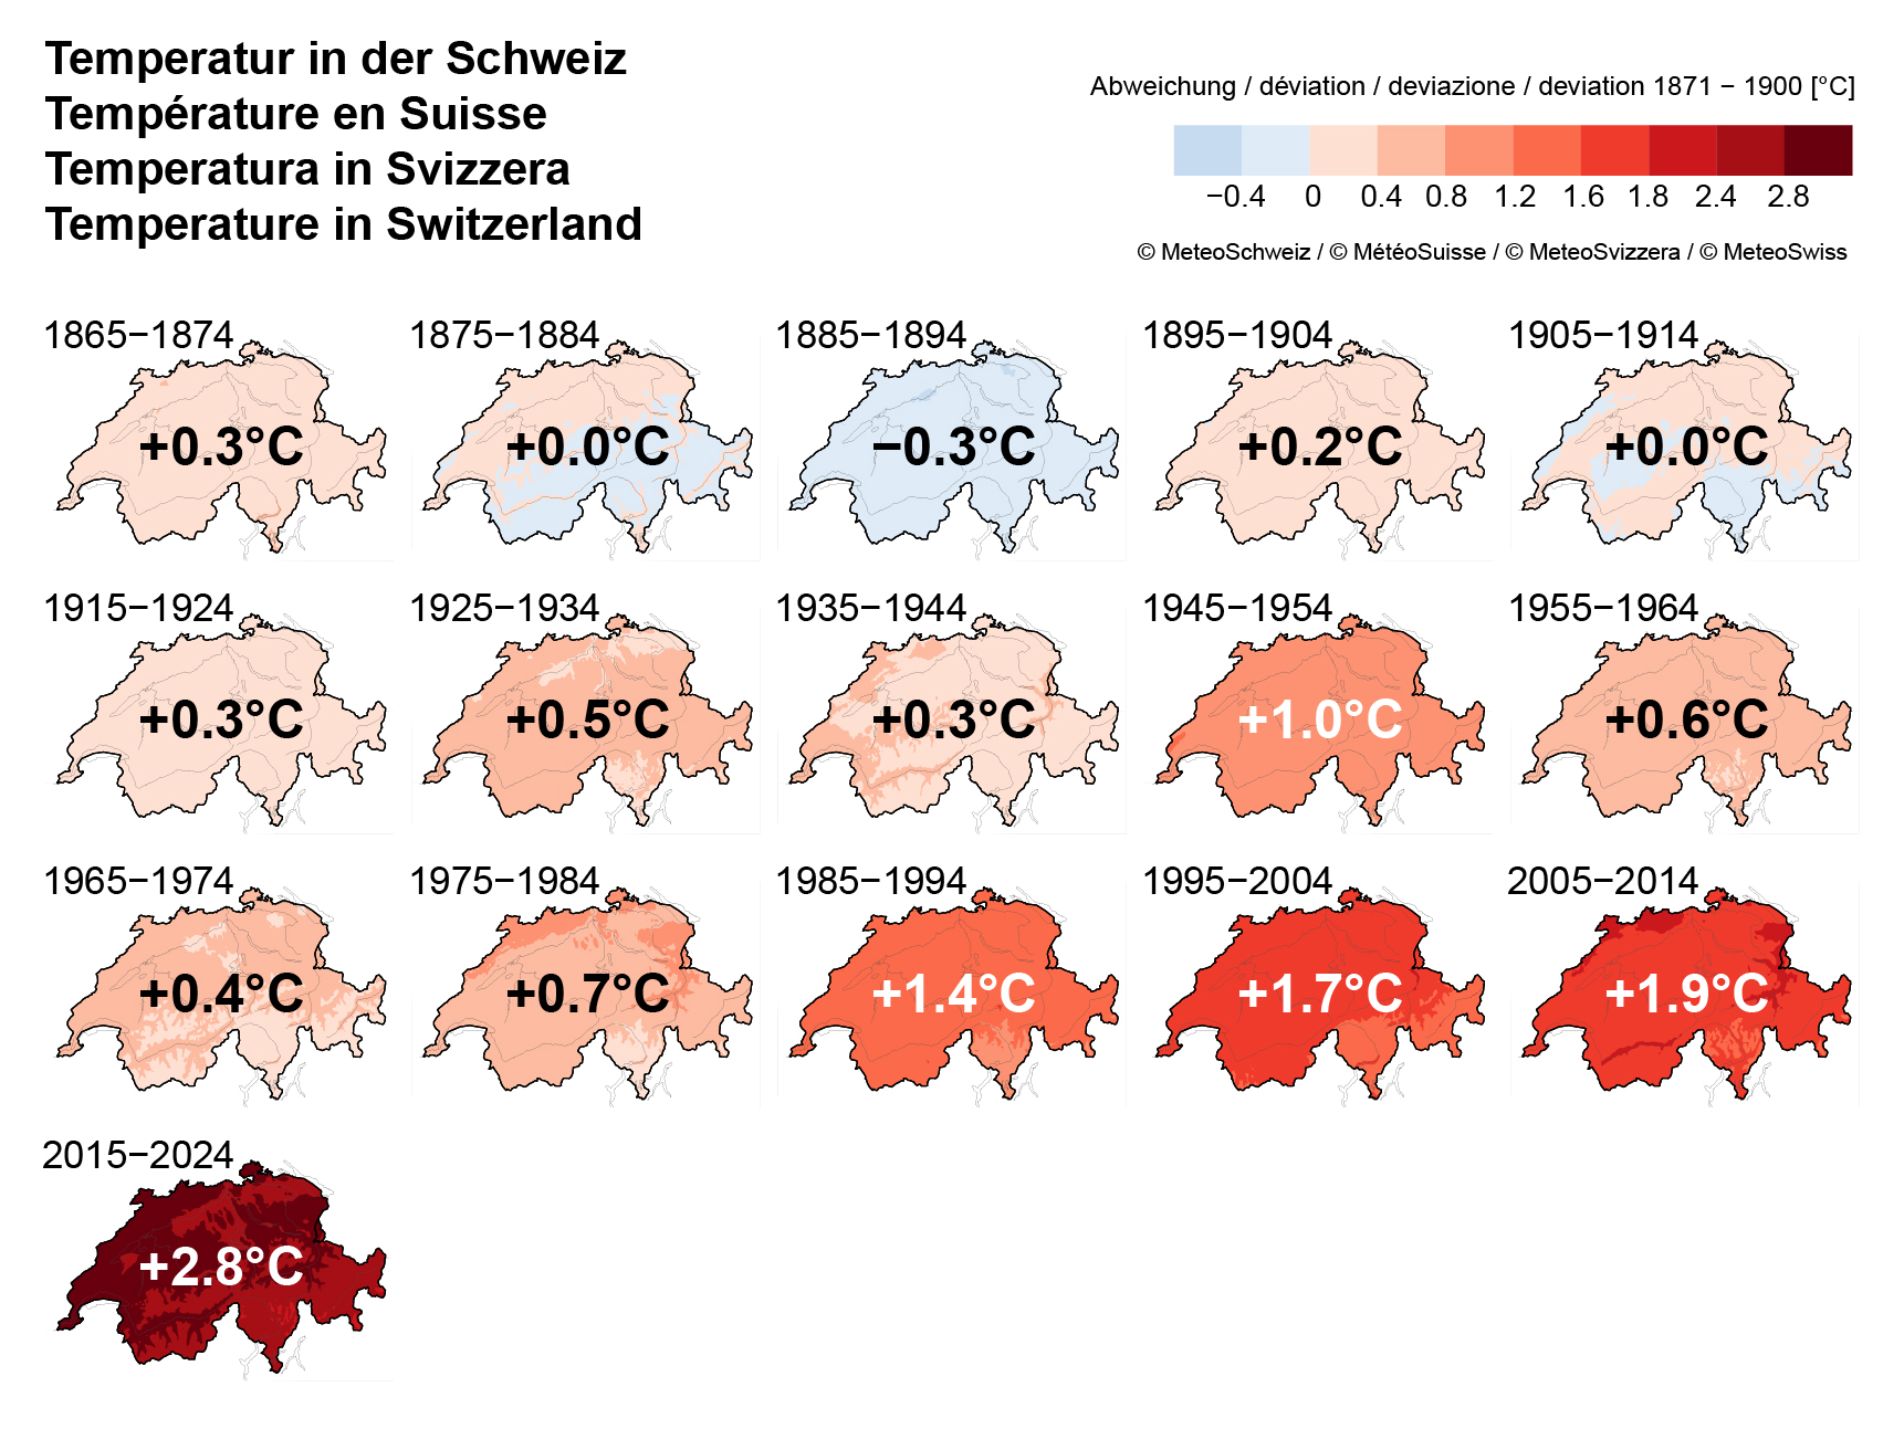 Temperatur in der Schweiz
Température en Suisse
Temperatura in Svizzera
Temperature in Switzerland
Abweichung / déviation / deviazione / deviation 1871 − 1900 [°C]
−0.4 0 0.4 0.8 1.2 1.6 1.8 2.4 2.8
© MeteoSchweiz / © MétéoSuisse / © MeteoSvizzera / © MeteoSwiss
1865−1874 1875−1884 1885−1894 1895−1904 1905−1914
+0.3°C +0.0°C −0.3°C +0.2°C +0.0°C
1915−1924 1925−1934 1935−1944 1945−1954 1955−1964
+0.3°C +0.5°C +0.3°C +1.0°C +0.6°C
1965−1974 1975−1984 1985−1994 1995−2004 2005−2014
+0.4°C +0.7°C +1.4°C +1.7°C +1.9°C
2015−2024
+2.8°C